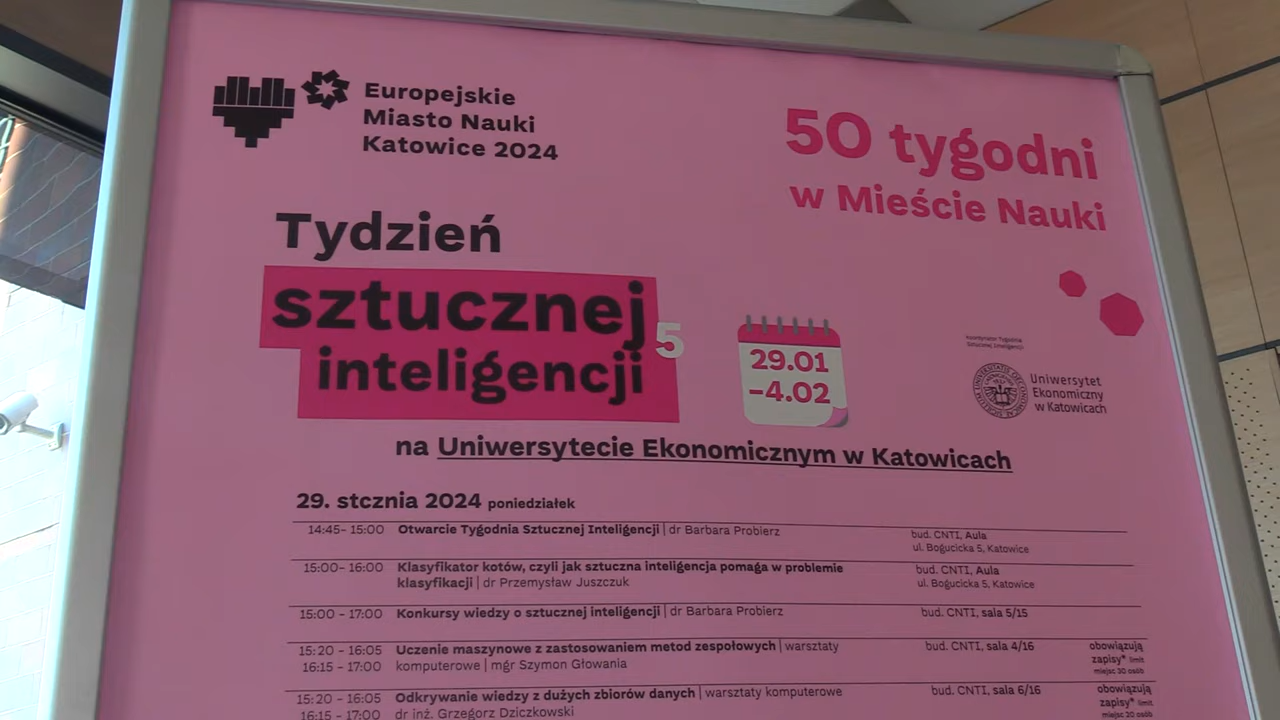 Europejskie
Miasto Nauki
Katowice 2024
50 tygodni
w Mieście Nauki
Tydzień
sztucznej
inteligencji
5
29.01
–4.02
Koordynator Tygodnia
Sztucznej Inteligencji:
Uniwersytet
Ekonomiczny
w Katowicach
na Uniwersytecie Ekonomicznym w Katowicach
29. stcznia 2024 poniedziałek
14:45– 15:00 Otwarcie Tygodnia Sztucznej Inteligencji | dr Barbara Probierz bud. CNTI, Aula
ul. Bogucicka 5, Katowice
15:00– 16:00 Klasyfikator kotów, czyli jak sztuczna inteligencja pomaga w problemie bud. CNTI, Aula
klasyfikacji | dr Przemysław Juszczuk ul. Bogucicka 5, Katowice
15:00 – 17:00 Konkursy wiedzy o sztucznej inteligencji | dr Barbara Probierz bud. CNTI, sala 5/15
15:20 – 16:05 Uczenie maszynowe z zastosowaniem metod zespołowych | warsztaty bud. CNTI, sala 4/16 obowiązują
16:15 – 17:00 komputerowe | mgr Szymon Głowania zapisy* limit
miejsc 30 osób
15:20 – 16:05 Odkrywanie wiedzy z dużych zbiorów danych | warsztaty komputerowe bud. CNTI, sala 6/16 obowiązują
16:15 – 17:00 dr inż. Grzegorz Dziczkowski zapisy* limit
miejsc 20 osób